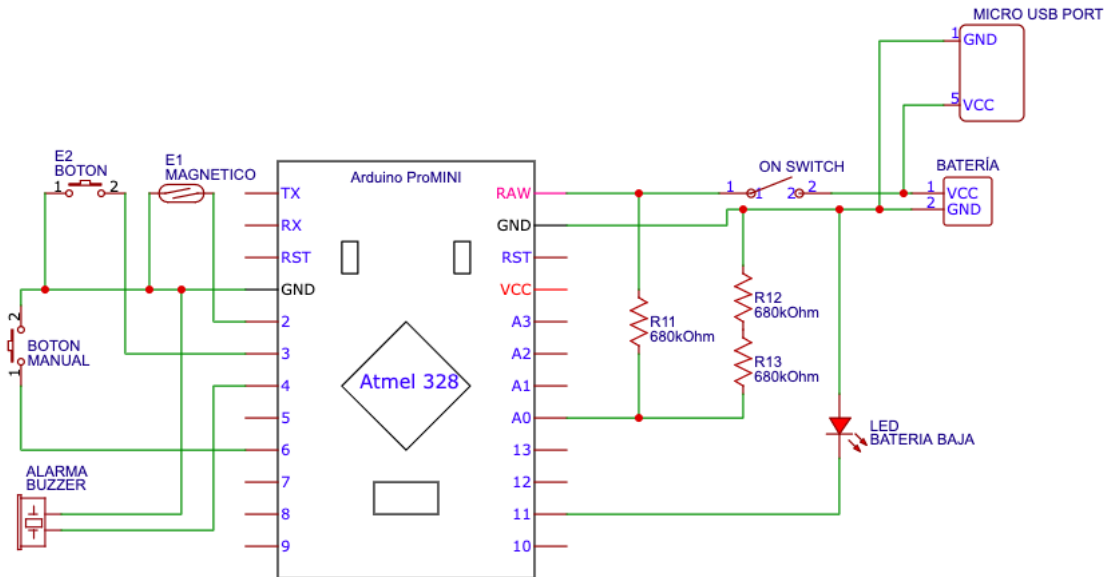 MICRO USB PORT
1
GND
5
VCC
E2
BOTON
1
2
E1
MAGNETICO
Arduino ProMINI
TX
RX
RST
GND
2
3
4
5
6
7
8
9
RAW
GND
RST
VCC
A3
A2
A1
A0
13
12
11
10
Atmel 328
ON SWITCH
1
1
2
2
BATERÍA
1
VCC
2
GND
R11
680kOhm
R12
680kOhm
R13
680kOhm
2
BOTON
MANUAL
1
LED
BATERIA BAJA
ALARMA
BUZZER